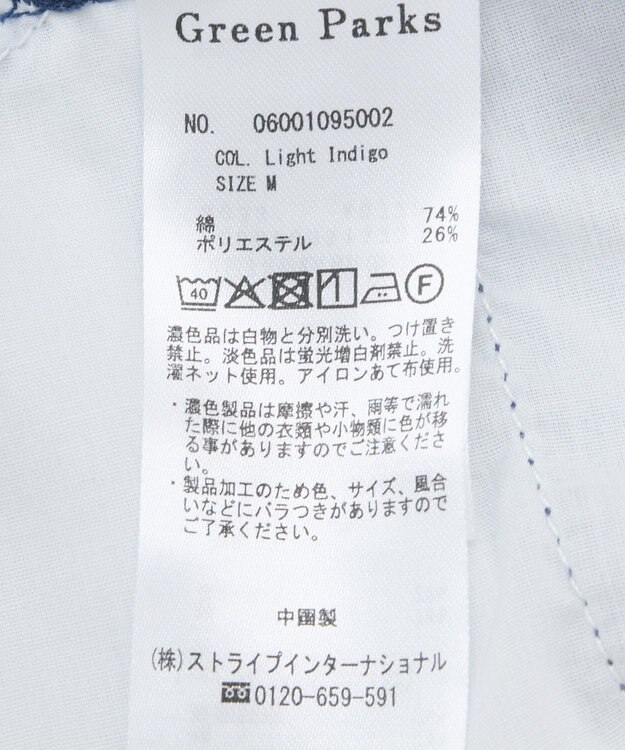 Green Parks
NO. 06001095002
COL. Light Indigo
SIZE M
綿 74%
ポリエステル 26%
40 F
濃色品は白物と分別洗い。つけ置き
禁止。淡色品は蛍光増白剤禁止。洗
濯ネット使用。アイロンあて布使用。
・濃色製品は摩擦や汗、雨等で濡れ
た際に他の衣類や小物類に色が移
る事がありますのでご注意くださ
い。
・製品加工のため色、サイズ、風合
いなどにバラつきがありますので
ご了承ください。
中国製
(株)ストライプインターナショナル
0120-659-591